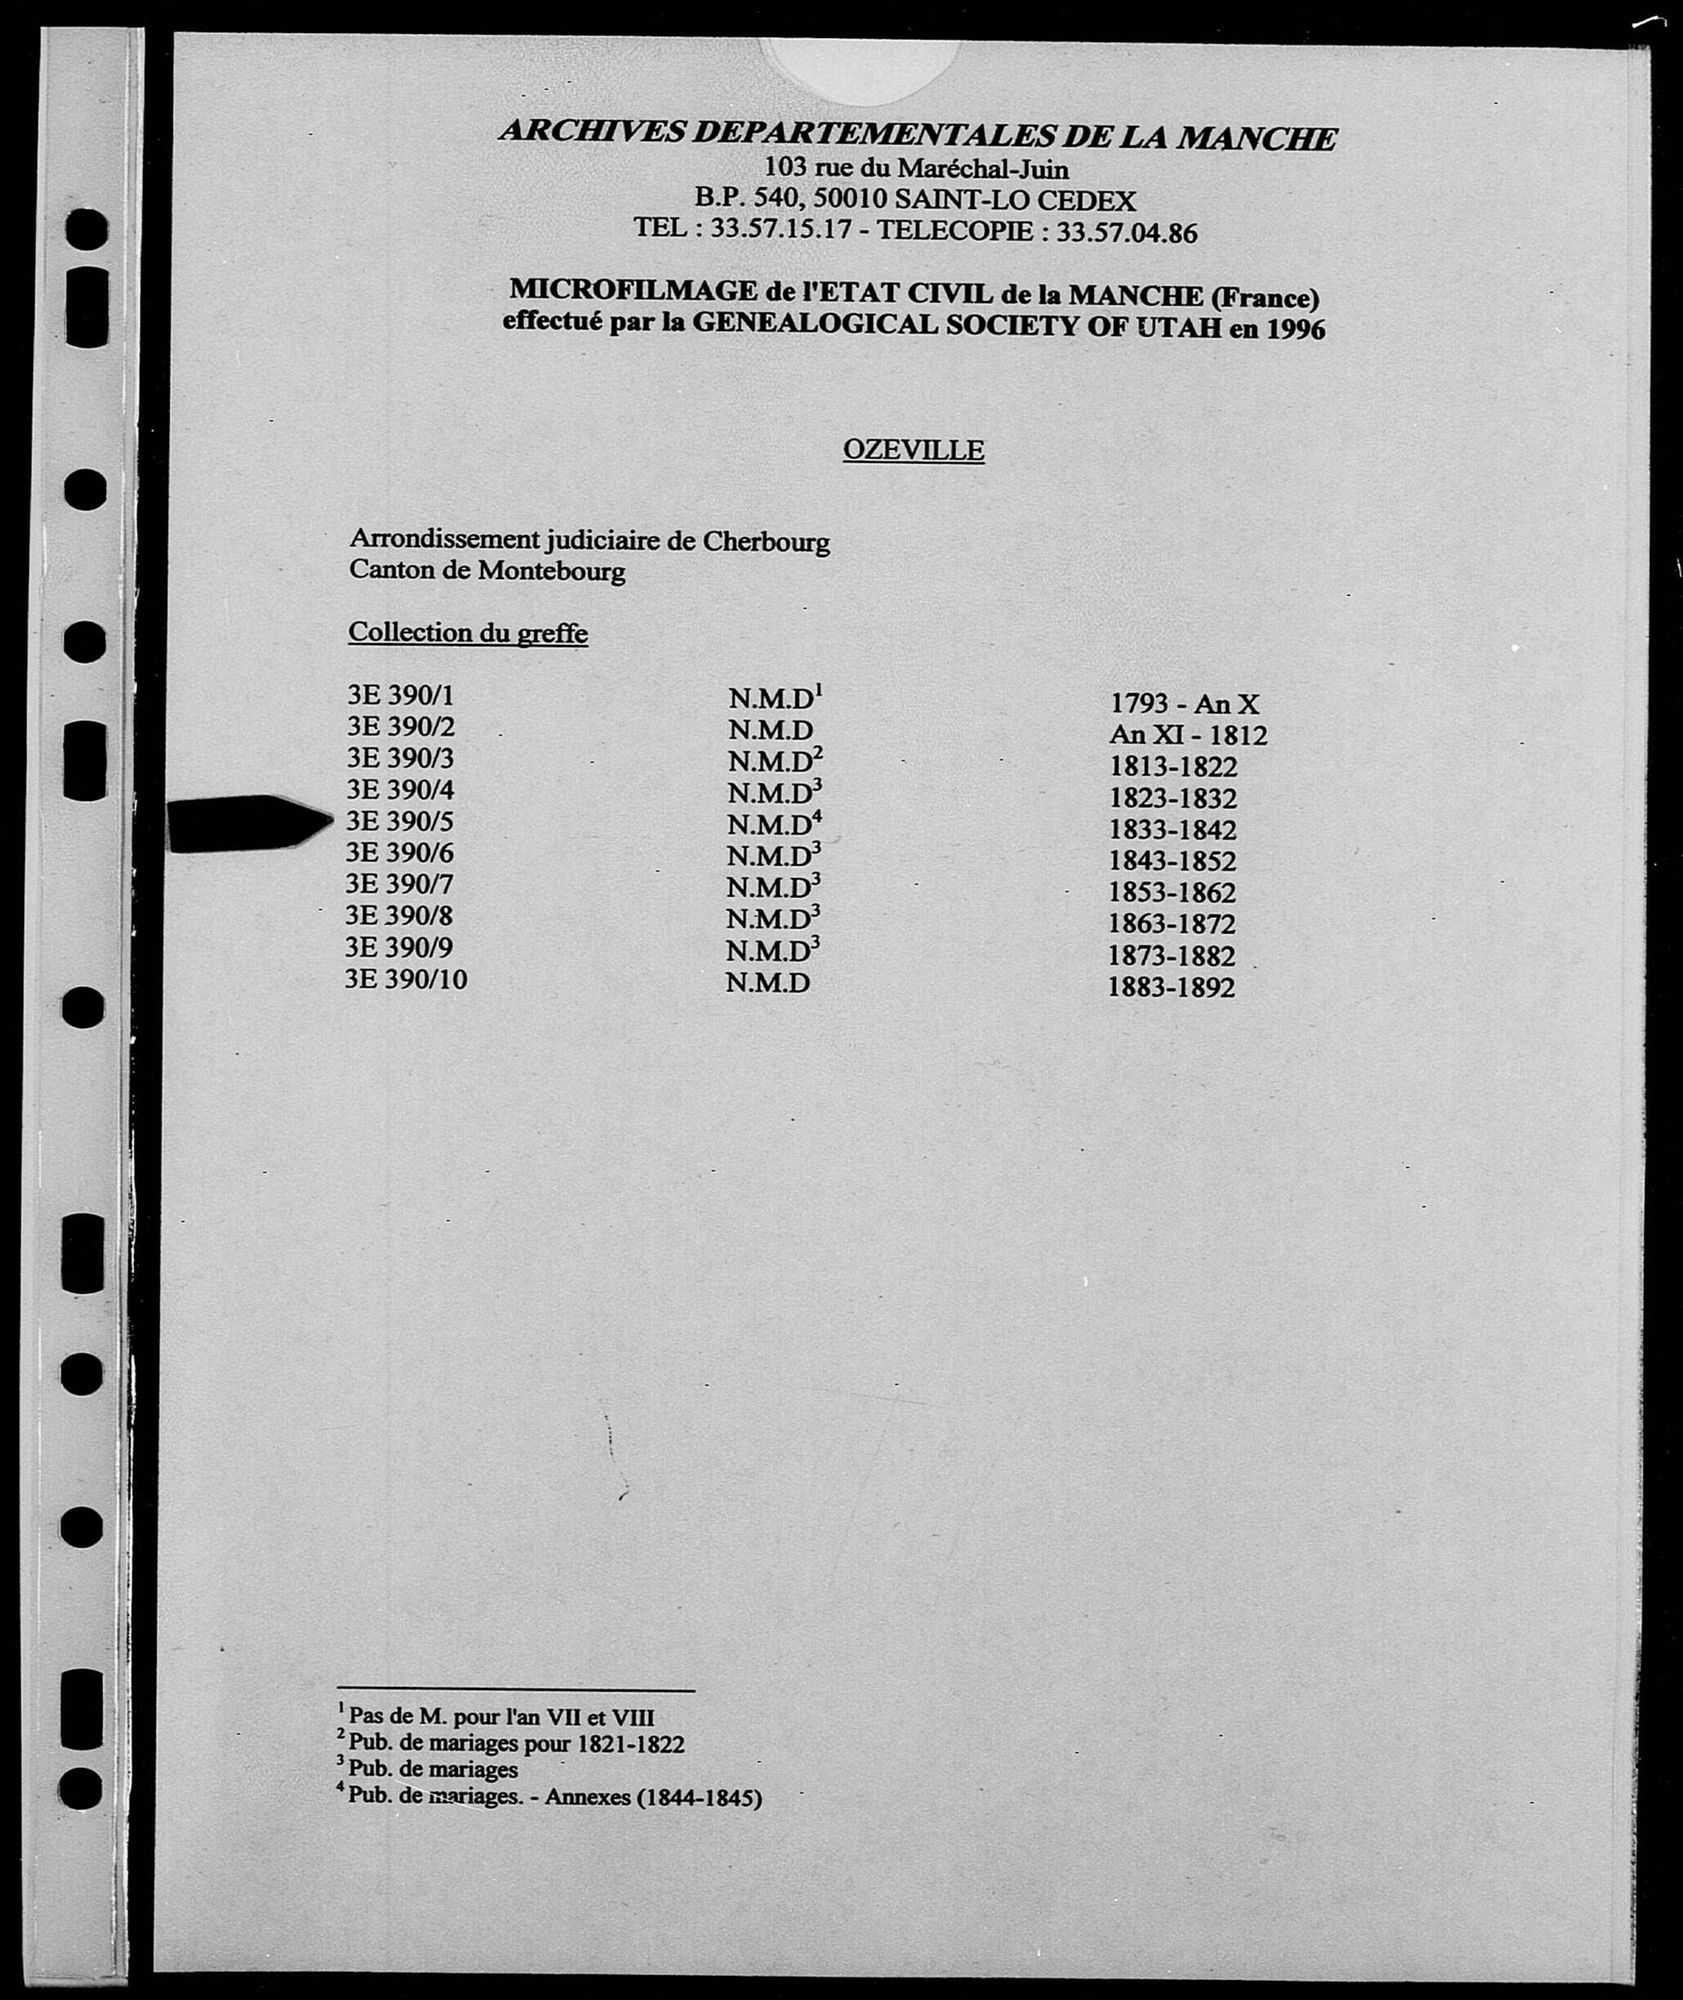 ARCHIVES DEPARTEMENTALES DE LA MANCHE
103 rue du Maréchal-Juin
B.P. 540, 50010 SAINT-LO CEDEX
TEL : 33.57.15.17 - TELECOPIE : 33.57.04.86
MICROFILMAGE de l'ETAT CIVIL de la MANCHE (France)
effectué par la GENEALOGICAL SOCIETY OF UTAH en 1996
OZEVILLE
Arrondissement judiciaire de Cherbourg
Canton de Montebourg
Collection du greffe
3E 390/1 N.M.D¹ 1793 - An X
3E 390/2 N.M.D An XI - 1812
3E 390/3 N.M.D² 1813-1822
3E 390/4 N.M.D³ 1823-1832
3E 390/5 N.M.D⁴ 1833-1842
3E 390/6 N.M.D³ 1843-1852
3E 390/7 N.M.D³ 1853-1862
3E 390/8 N.M.D³ 1863-1872
3E 390/9 N.M.D³ 1873-1882
3E 390/10 N.M.D 1883-1892
¹ Pas de M. pour l'an VII et VIII
² Pub. de mariages pour 1821-1822
³ Pub. de mariages
⁴ Pub. de mariages. - Annexes (1844-1845)